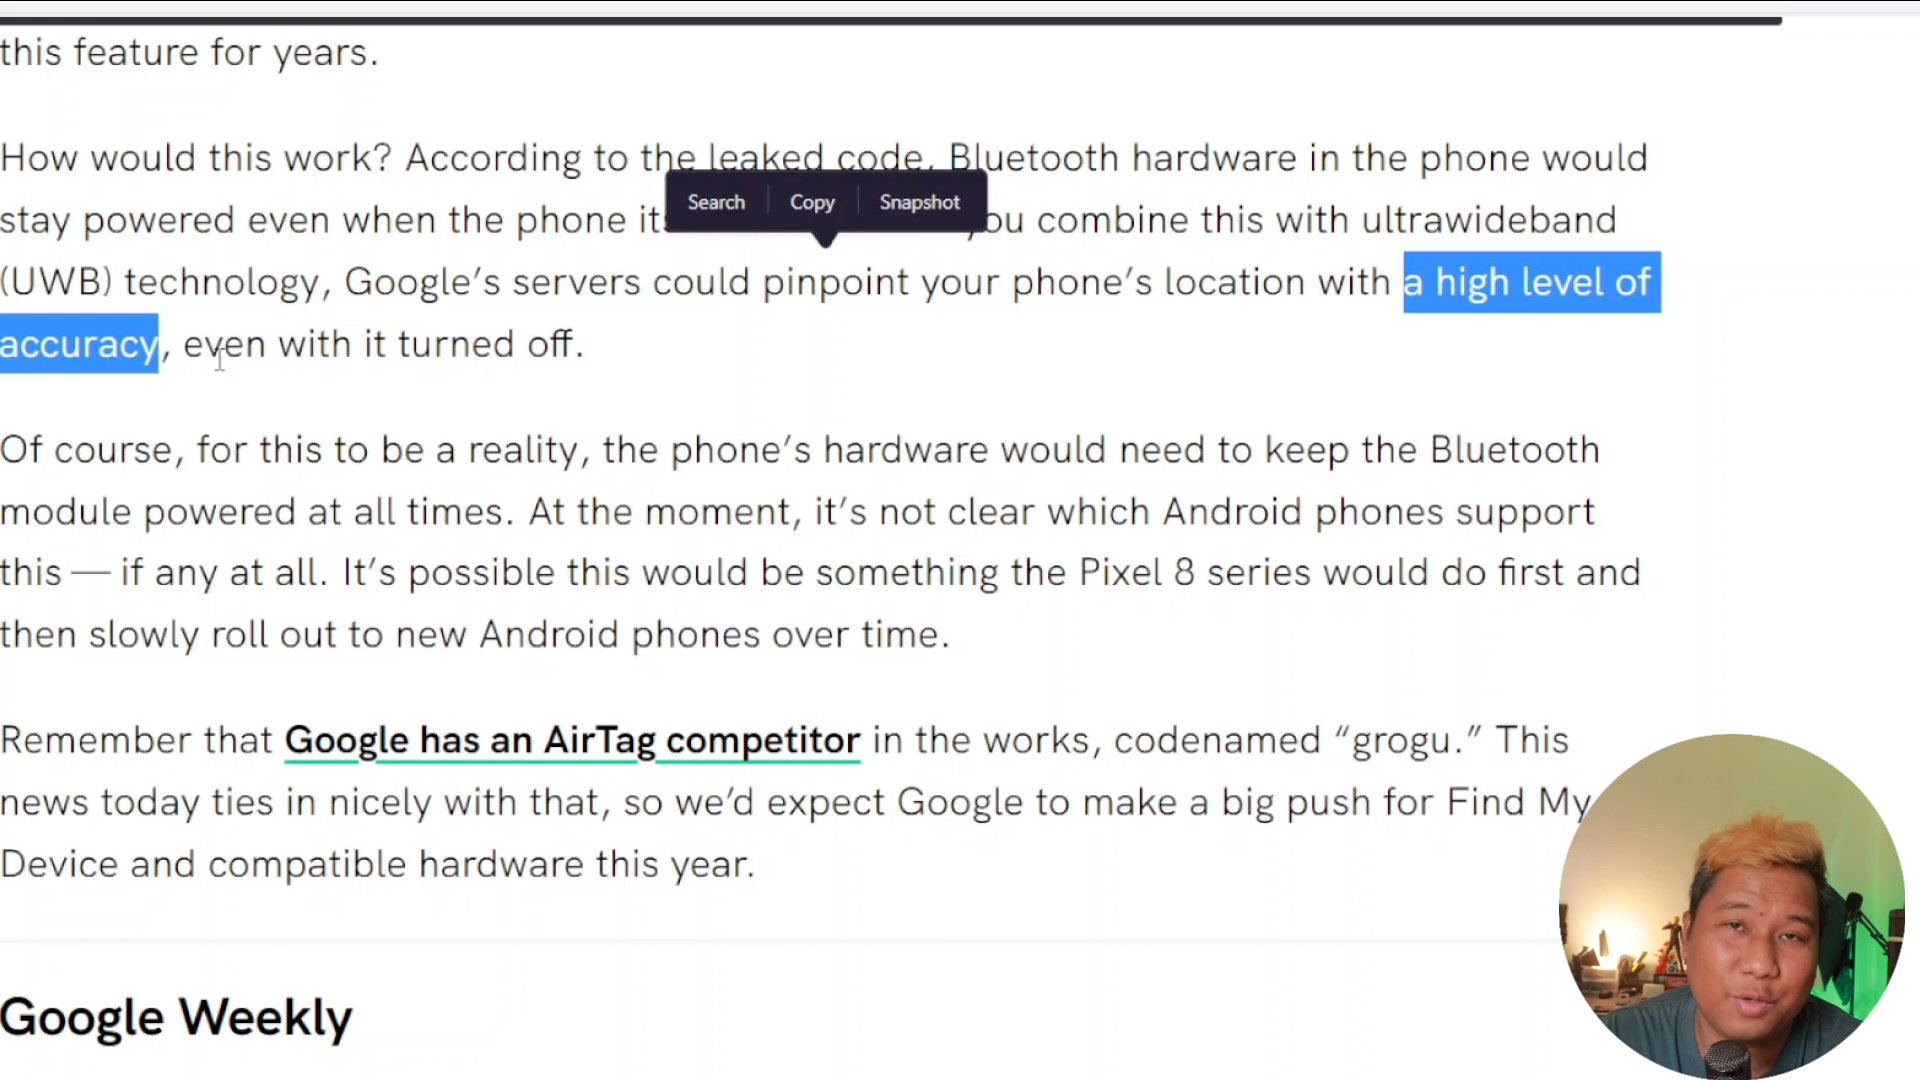 this feature for years.
How would this work? According to the leaked code, Bluetooth hardware in the phone would
Search Copy Snapshot
stay powered even when the phone you combine this with ultrawideband
(UWB) technology, Google’s servers could pinpoint your phone’s location with a high level of
accuracy, even with it turned off.
Of course, for this to be a reality, the phone’s hardware would need to keep the Bluetooth
module powered at all times. At the moment, it’s not clear which Android phones support
this — if any at all. It’s possible this would be something the Pixel 8 series would do first and
then slowly roll out to new Android phones over time.
Remember that Google has an AirTag competitor in the works, codenamed “grogu.” This
news today ties in nicely with that, so we’d expect Google to make a big push for Find My
Device and compatible hardware this year.
Google Weekly